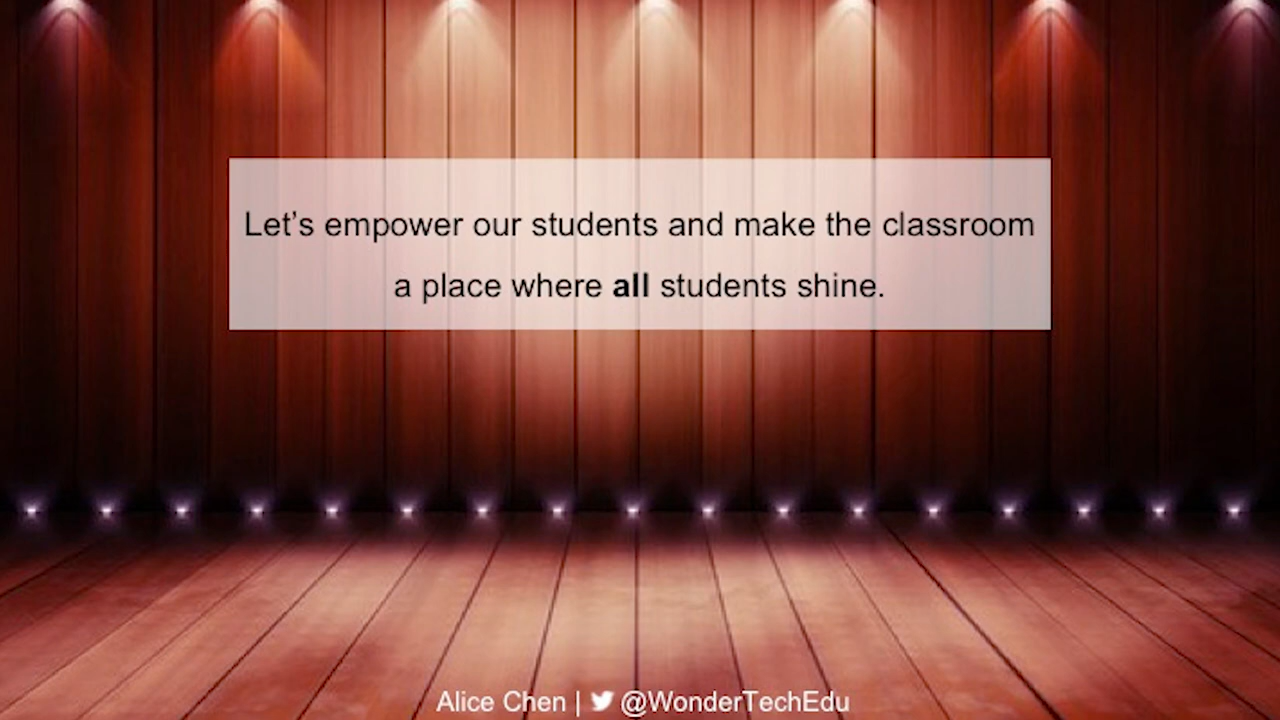 Let’s empower our students and make the classroom
a place where all students shine.
Alice Chen | @WonderTechEdu